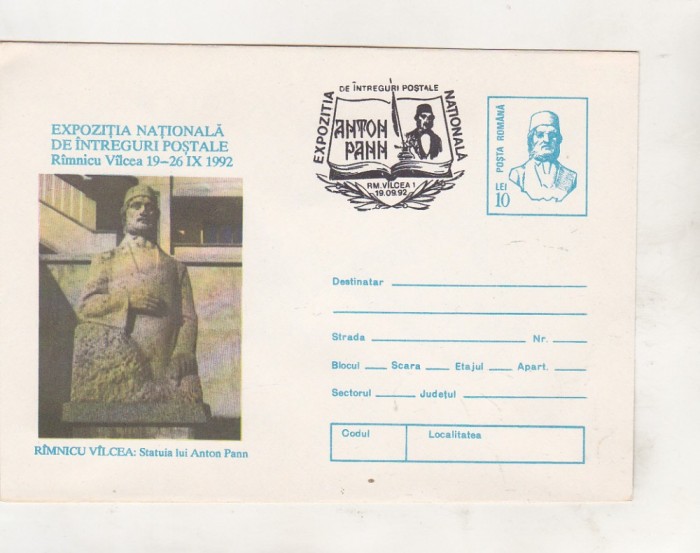 EXPOZIȚIA NAȚIONALĂ
DE ÎNTREGURI POȘTALE
Rîmnicu Vîlcea 19–26 IX 1992
RÎMNICU VÎLCEA: Statuia lui Anton Pann
EXPOZIȚIA NAȚIONALĂ
DE ÎNTREGURI POȘTALE
ANTON
PANN
RM.VÎLCEA 1
19.09.92
POȘTA ROMÂNĂ
LEI
10
Destinatar
Strada Nr.
Blocul Scara Etajul Apart.
Sectorul Județul
Codul Localitatea